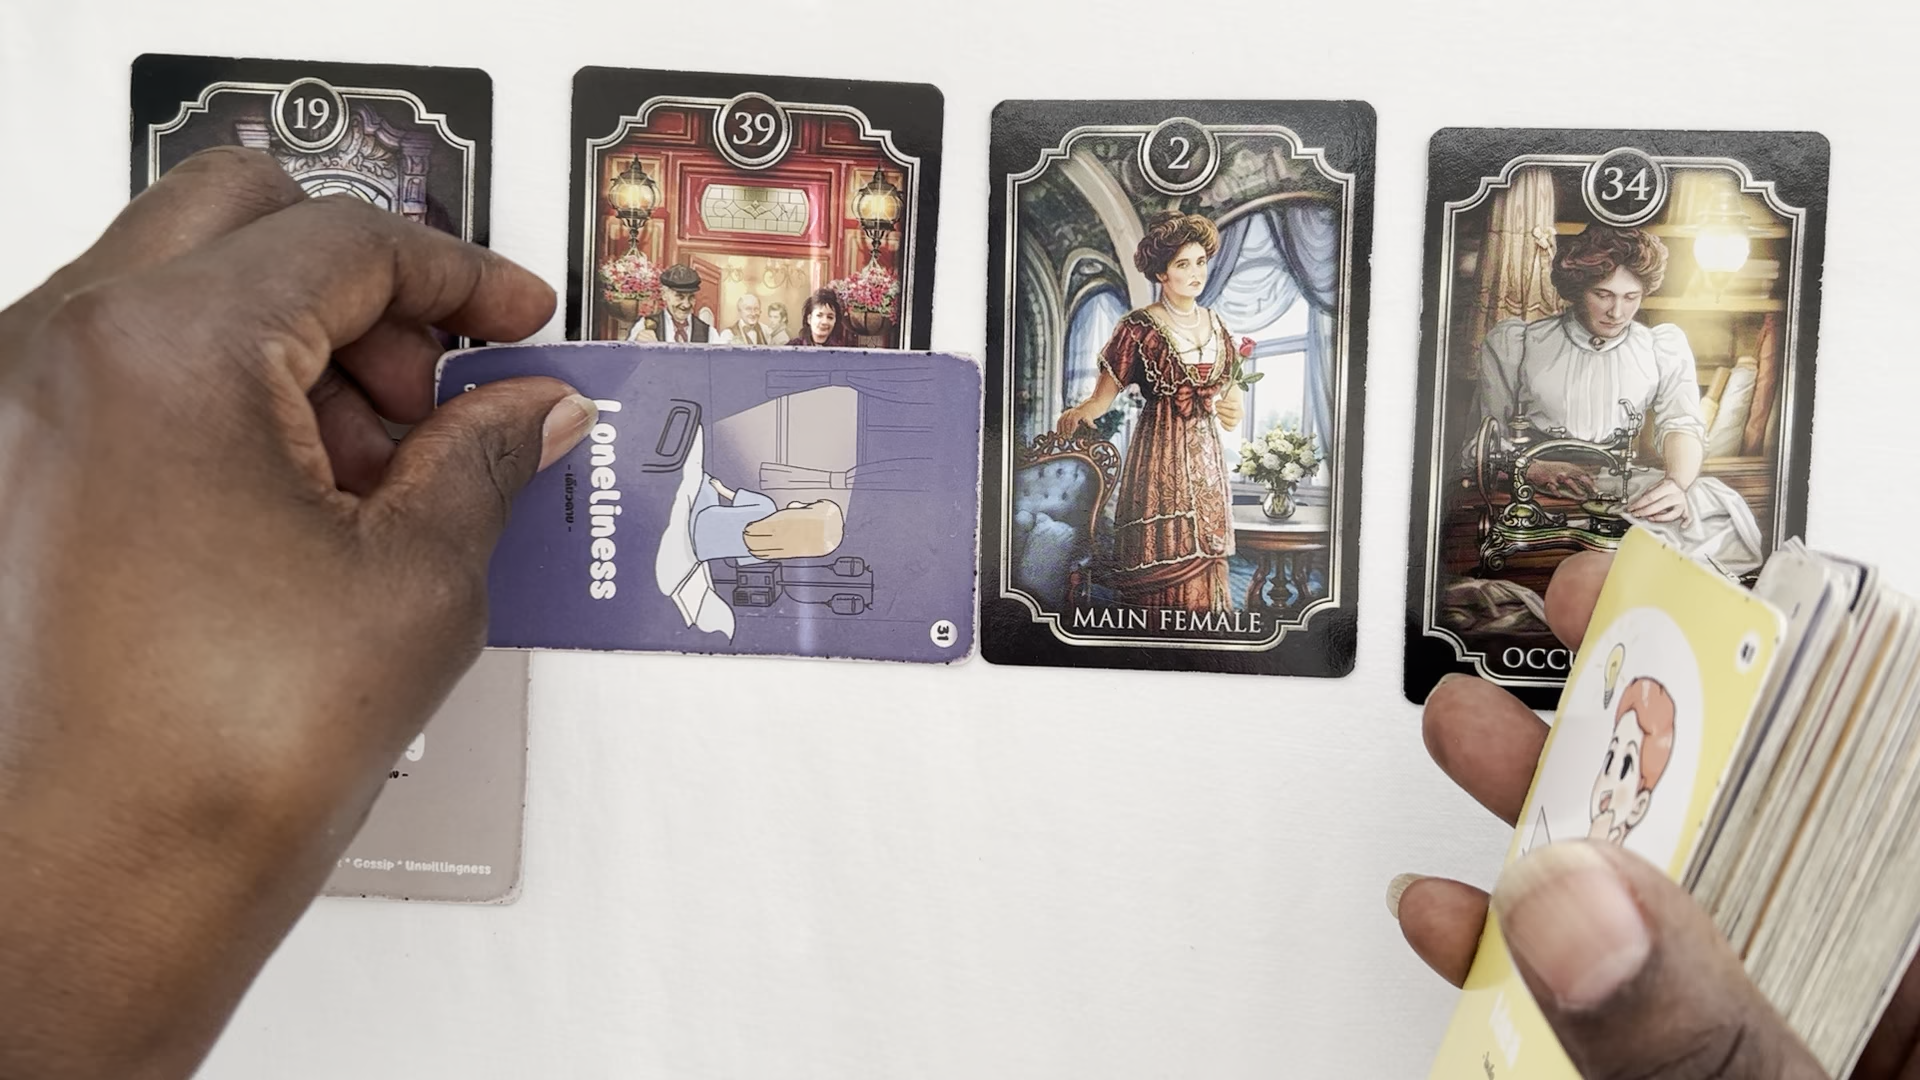 19
39
2
34
MAIN FEMALE
OCCU
Loneliness
31
* Gossip * Unwillingness